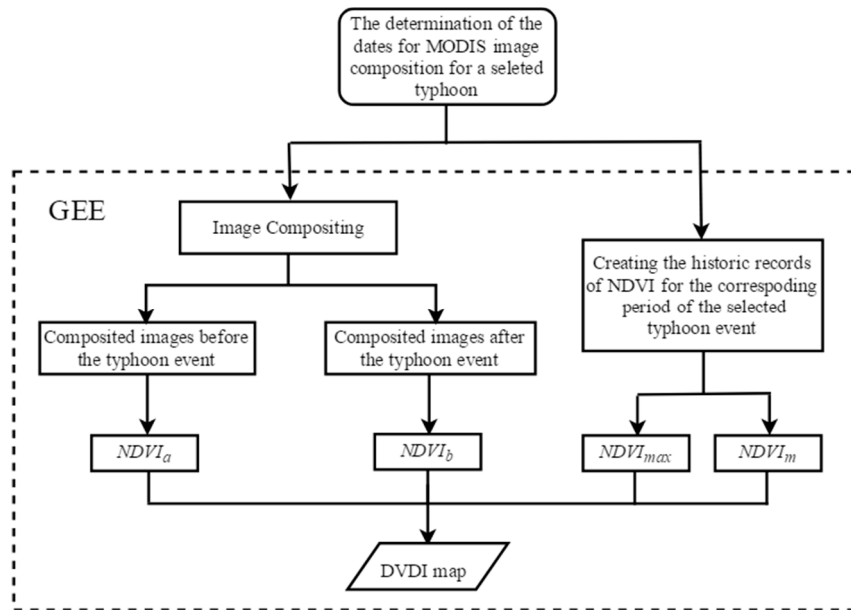 The determination of the
dates for MODIS image
composition for a seleted
typhoon
GEE
Image Compositing
Creating the historic records
of NDVI for the correspoding
period of the selected
typhoon event
Composited images before
the typhoon event
Composited images after
the typhoon event
NDVIa
NDVIb
NDVImax
NDVIm
DVDI map